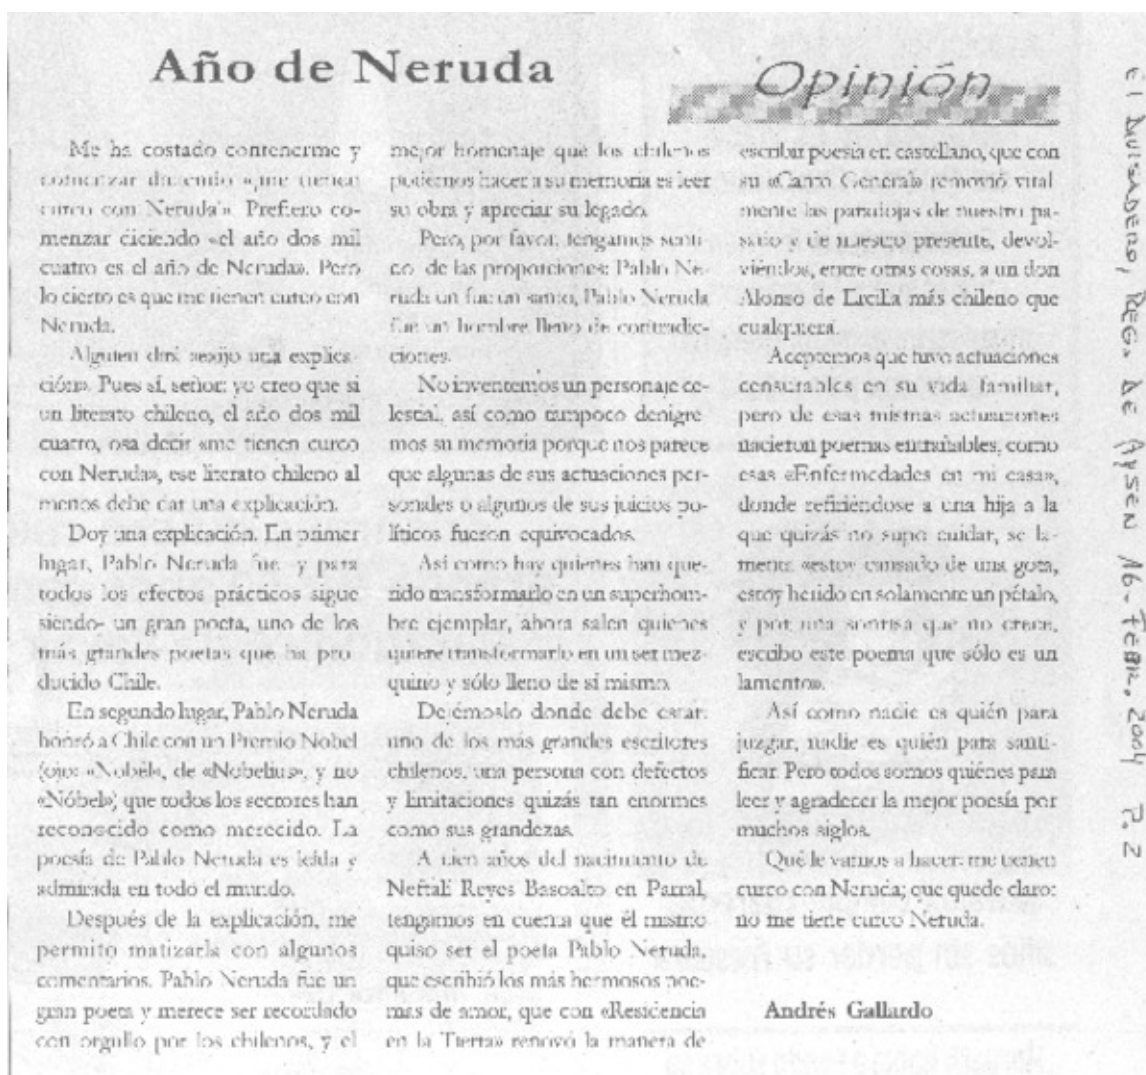 Año de Neruda
Opinión
Me ha costado contenerme y
comenzar diciendo «me tienen
curco con Neruda». Prefiero co-
menzar diciendo «el año dos mil
cuatro es el año de Neruda». Pero
lo cierto es que me tienen curco con
Neruda.
Alguien dirá «exijo una explica-
ción». Pues sí, señor: yo creo que si
un literato chileno, el año dos mil
cuatro, osa decir «me tienen curco
con Neruda», ese literato chileno al
menos debe dar una explicación.
Doy una explicación. En primer
lugar, Pablo Neruda fue -y para
todos los efectos prácticos sigue
siendo- un gran poeta, uno de los
más grandes poetas que ha pro-
ducido Chile.
En segundo lugar, Pablo Neruda
honró a Chile con un Premio Nobel
(ojo: «Nobél», de «Nobelius», y no
«Nóbel») que todos los sectores han
reconocido como merecido. La
poesía de Pablo Neruda es leída y
admirada en todo el mundo.
Después de la explicación, me
permito matizarla con algunos
comentarios. Pablo Neruda fue un
gran poeta y merece ser recordado
con orgullo por los chilenos, y el
mejor homenaje que los chilenos
podemos hacer a su memoria es leer
su obra y apreciar su legado.
Pero, por favor, tengamos senti-
do de las proporciones: Pablo Ne-
ruda un fue un santo, Pablo Neruda
fue un hombre lleno de contradic-
ciones.
No inventemos un personaje ce-
lestial, así como tampoco denigre-
mos su memoria porque nos parece
que algunas de sus actuaciones per-
sonales o algunos de sus juicios po-
líticos fueron equivocados.
Así como hay quienes han que-
rido transformarlo en un superhom-
bre ejemplar, ahora salen quienes
quiere transformarlo en un ser mez-
quino y sólo lleno de sí mismo.
Dejémoslo donde debe estar:
uno de los más grandes escritores
chilenos, una persona con defectos
y limitaciones quizás tan enormes
como sus grandezas.
A cien años del nacimiento de
Neftalí Reyes Basoalto en Parral,
tengamos en cuenta que él mismo
quiso ser el poeta Pablo Neruda,
que escribió los más hermosos poe-
mas de amor, que con «Residencia
en la Tierra» renovó la manera de
escribir poesía en castellano, que con
su «Canto General» removió vital-
mente las paradojas de nuestro pa-
sado y de nuestro presente, devol-
viéndos, entre otras cosas, a un don
Alonso de Ercilla más chileno que
cualquiera.
Aceptemos que tuvo actuaciones
censurables en su vida familiar,
pero de esas mismas actuaciones
nacieron poemas entrañables, como
esas «Enfermedades en mi casa»,
donde refiriéndose a una hija a la
que quizás no supo cuidar, se la-
menta «estoy cansado de una gota,
estoy herido en solamente un pétalo,
y por una sonrisa que no crece,
escribo este poema que sólo es un
lamento».
Así como nadie es quién para
juzgar, nadie es quién para santi-
ficar. Pero todos somos quiénes para
leer y agradecer la mejor poesía por
muchos siglos.
Qué le vamos a hacer: me tienen
curco con Neruda; que quede claro:
no me tiene curco Neruda.
Andrés Gallardo
El Divisadero, Reg. de Aysen 16-Febr.-2004 P. 2